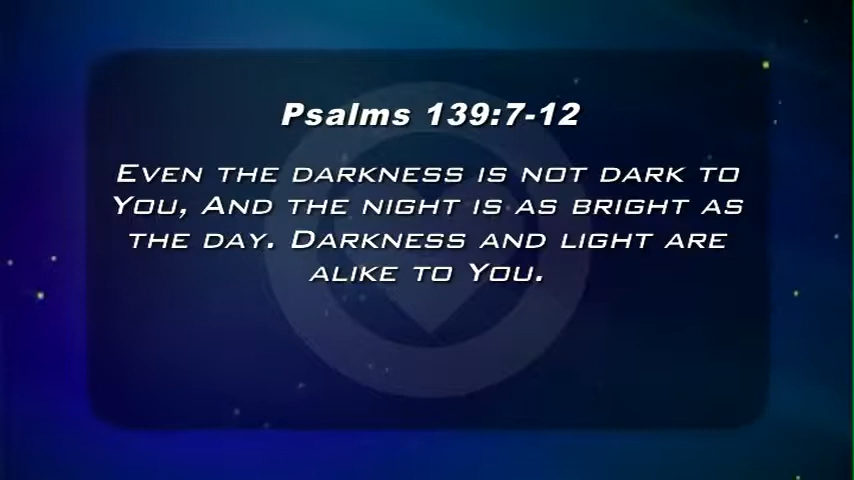 Psalms 139:7-12
Even the darkness is not dark to
You, And the night is as bright as
the day. Darkness and light are
alike to You.